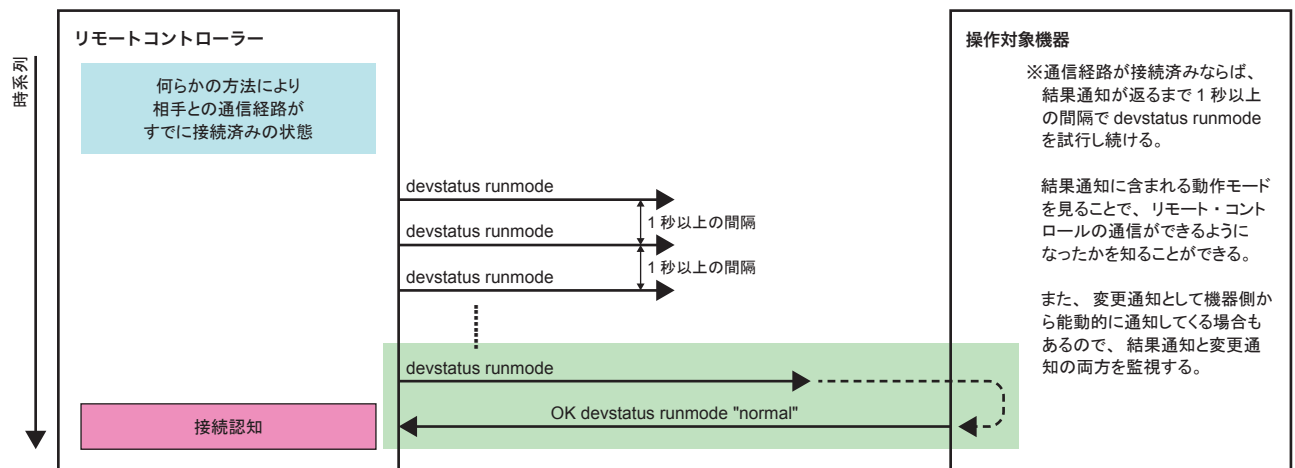 時系列
リモートコントローラー
何らかの方法により
相手との通信経路が
すでに接続済みの状態
devstatus runmode
1 秒以上の間隔
devstatus runmode
1 秒以上の間隔
devstatus runmode
devstatus runmode
OK devstatus runmode "normal"
接続認知
操作対象機器
※通信経路が接続済みならば、
結果通知が返るまで 1 秒以上
の間隔で devstatus runmode
を試行し続ける。
結果通知に含まれる動作モード
を見ることで、リモート・コント
ロールの通信ができるように
なったかを知ることができる。
また、変更通知として機器側か
ら能動的に通知してくる場合も
あるので、結果通知と変更通
知の両方を監視する。